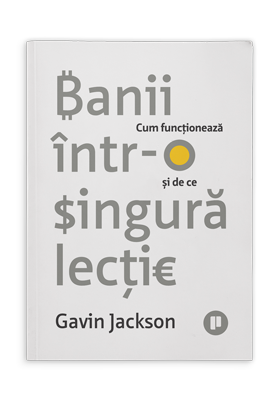 ₿anii
Cum funcționează
într-o
și de ce
$ingură
lecți€
Gavin Jackson
p